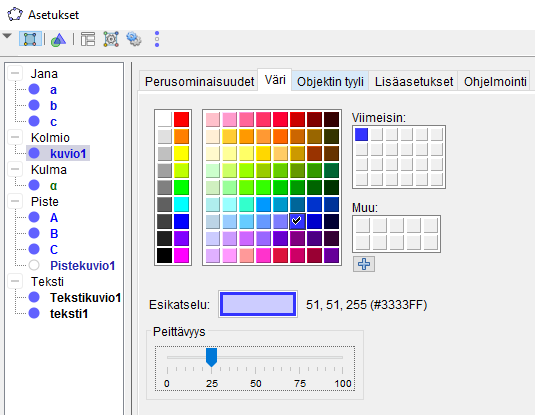 Asetukset
Jana
a
b
c
Kolmio
kuvio1
Kulma
α
Piste
A
B
C
Pistekuvio1
Teksti
Tekstikuvio1
teksti1
Perusominaisuudet Väri Objektin tyyli Lisäasetukset Ohjelmointi
Viimeisin:
Muu:
Esikatselu: 51, 51, 255 (#3333FF)
Peittävyys
0 25 50 75 100